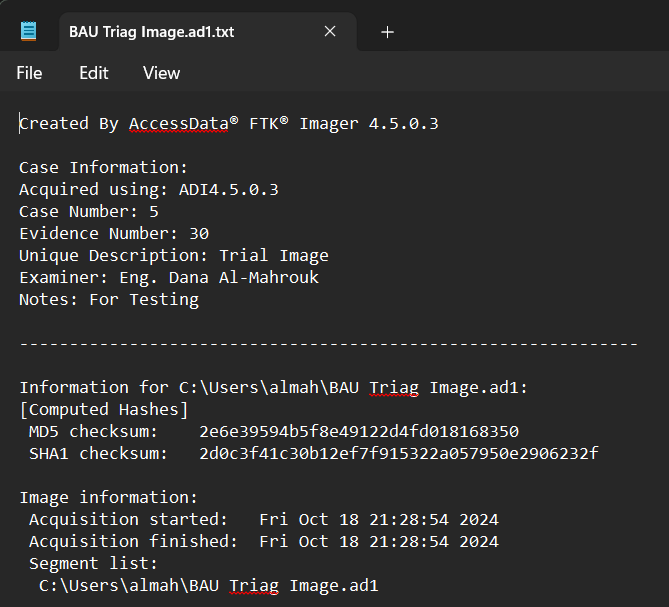 BAU Triag Image.ad1.txt
File Edit View
Created By AccessData® FTK® Imager 4.5.0.3
Case Information:
Acquired using: ADI4.5.0.3
Case Number: 5
Evidence Number: 30
Unique Description: Trial Image
Examiner: Eng. Dana Al-Mahrouk
Notes: For Testing
--------------------------------------------------------------
Information for C:\Users\almah\BAU Triag Image.ad1:
[Computed Hashes]
MD5 checksum: 2e6e39594b5f8e49122d4fd018168350
SHA1 checksum: 2d0c3f41c30b12ef7f915322a057950e2906232f
Image information:
Acquisition started: Fri Oct 18 21:28:54 2024
Acquisition finished: Fri Oct 18 21:28:54 2024
Segment list:
C:\Users\almah\BAU Triag Image.ad1